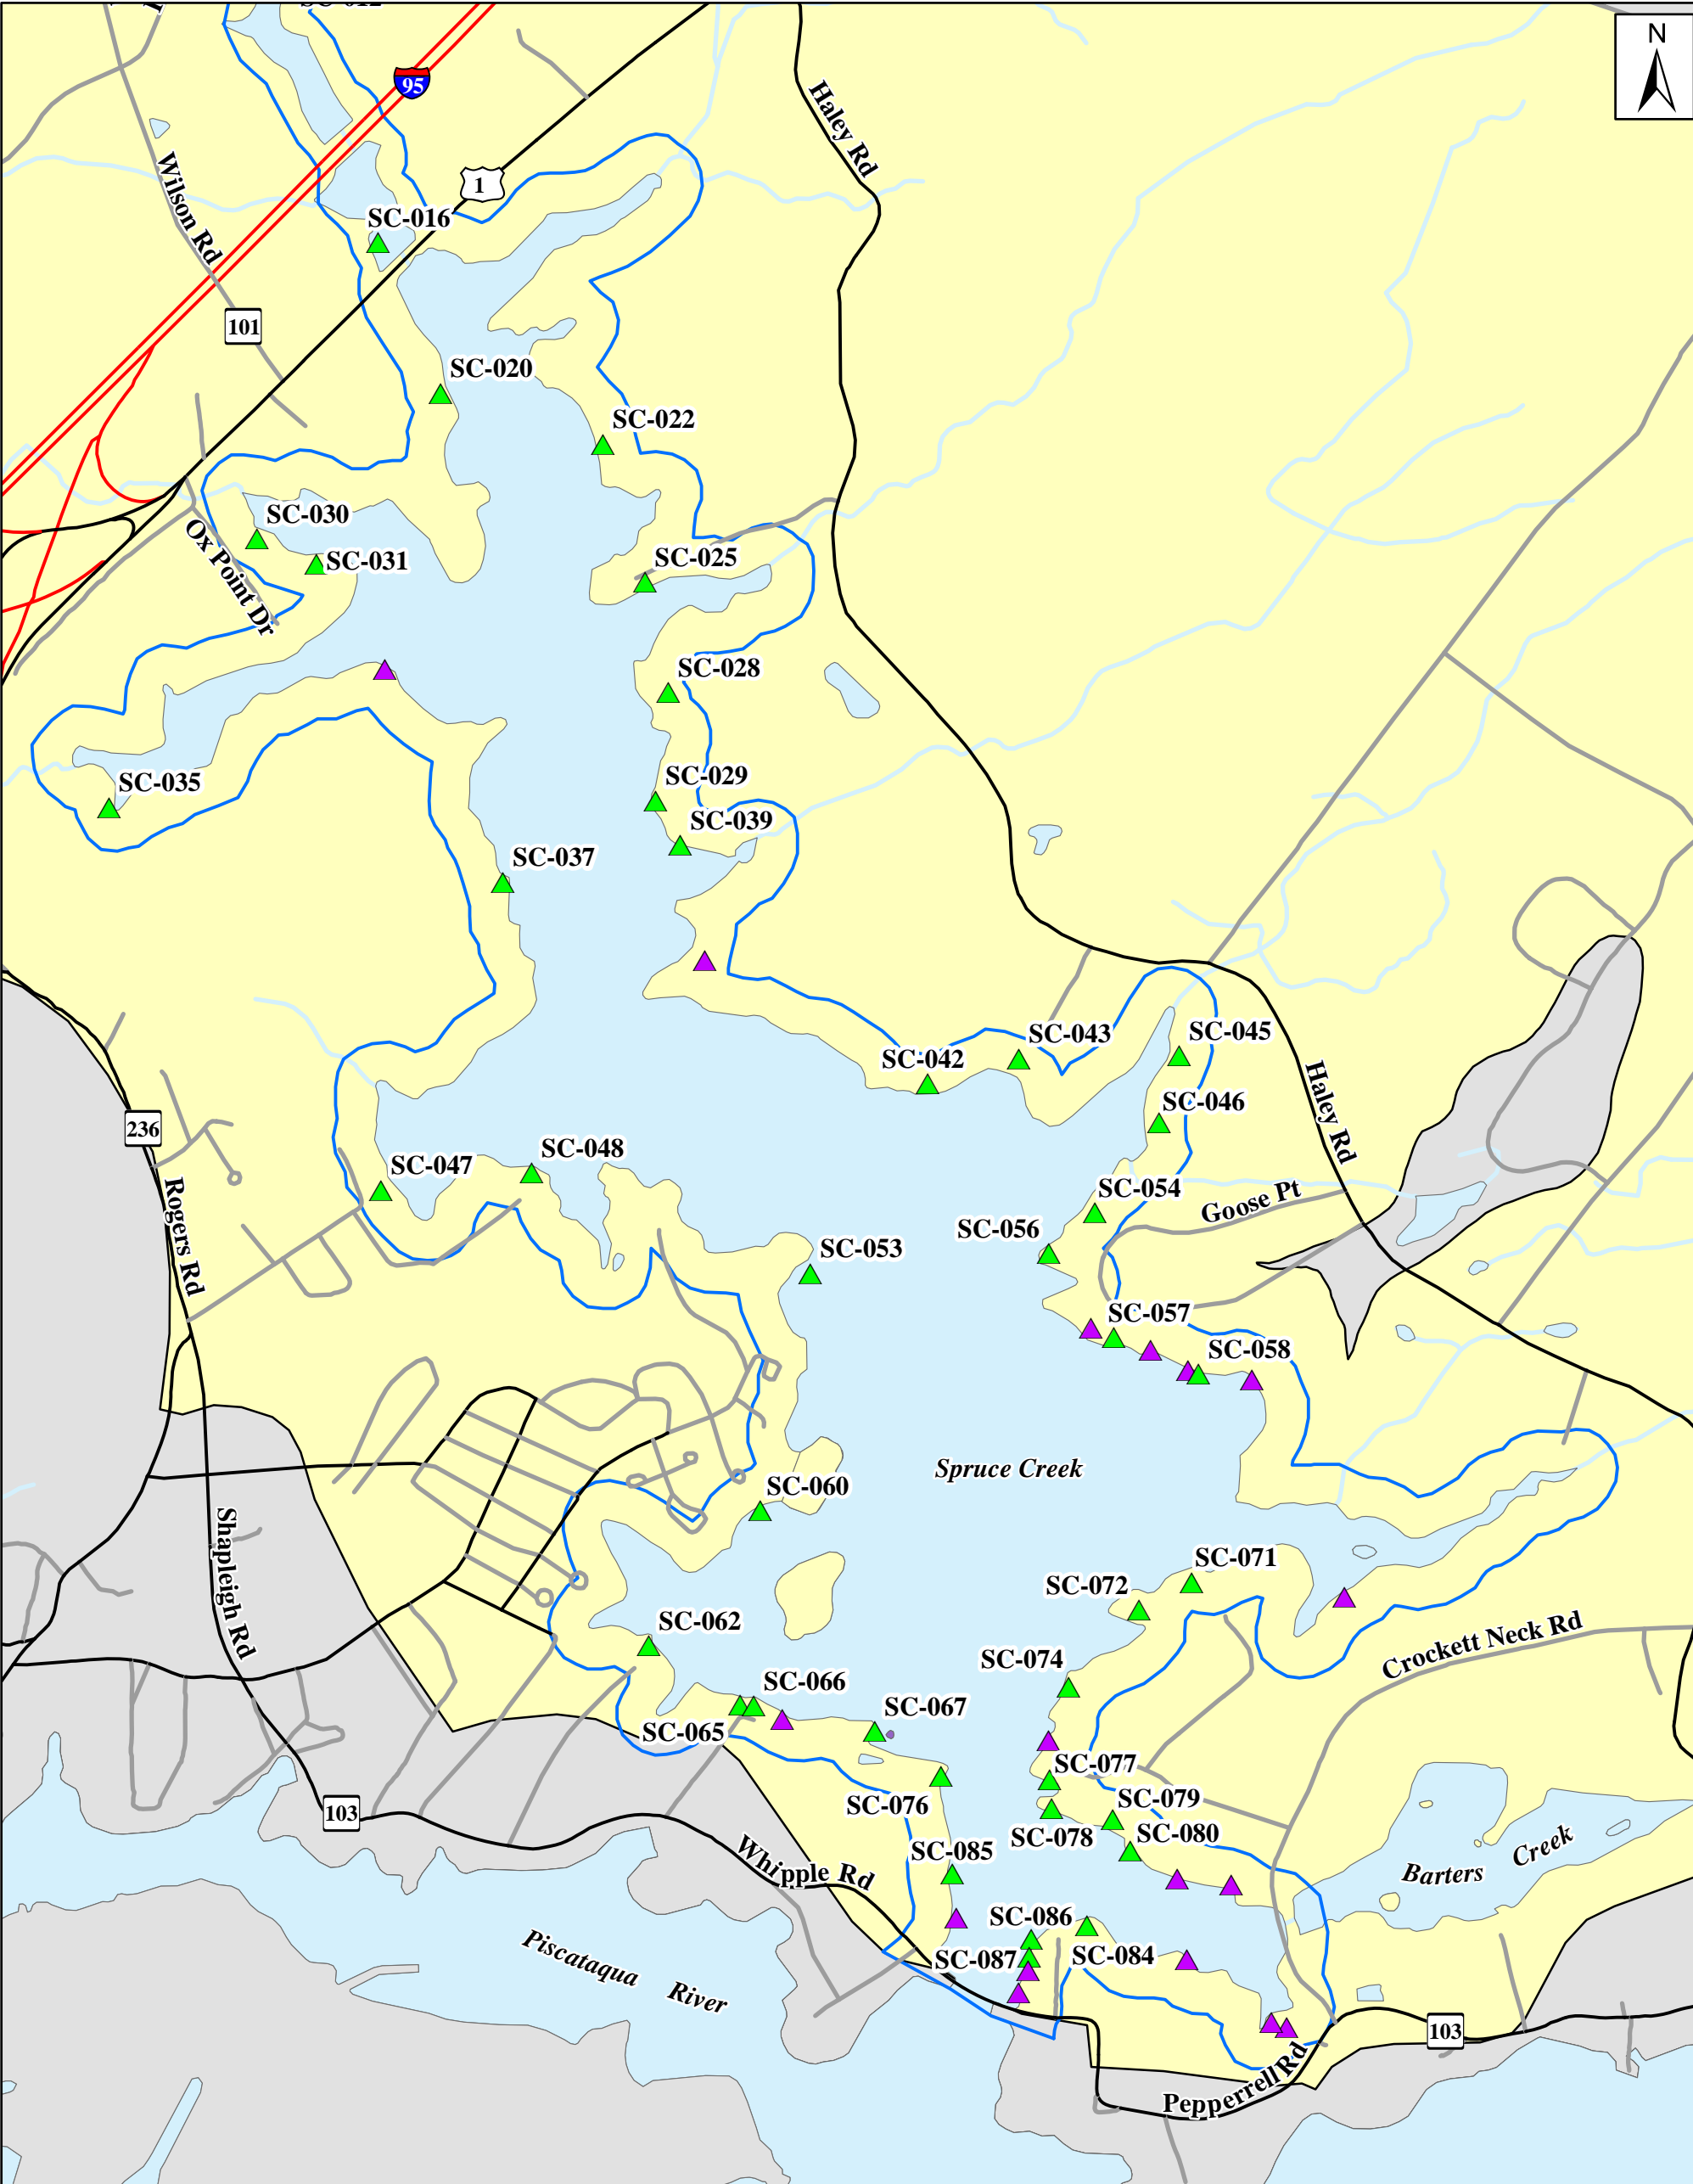 SC-012
N
95
Haley Rd
Wilson Rd
1
SC-016
101
SC-020
SC-022
SC-030
Ox Point Dr
SC-031
SC-025
SC-028
SC-035
SC-029
SC-039
SC-037
SC-042
SC-043
SC-045
SC-046
Haley Rd
236
SC-047
SC-048
SC-054
Goose Pt
Rogers Rd
SC-056
SC-053
SC-057
SC-058
Spruce Creek
SC-060
Shapleigh Rd
SC-071
SC-072
SC-062
Crockett Neck Rd
SC-074
SC-066
SC-067
SC-065
SC-077
103
SC-076
SC-079
SC-078
SC-080
Whipple Rd
SC-085
Barters Creek
SC-086
SC-087
SC-084
Piscataqua River
103
Pepperrell Rd